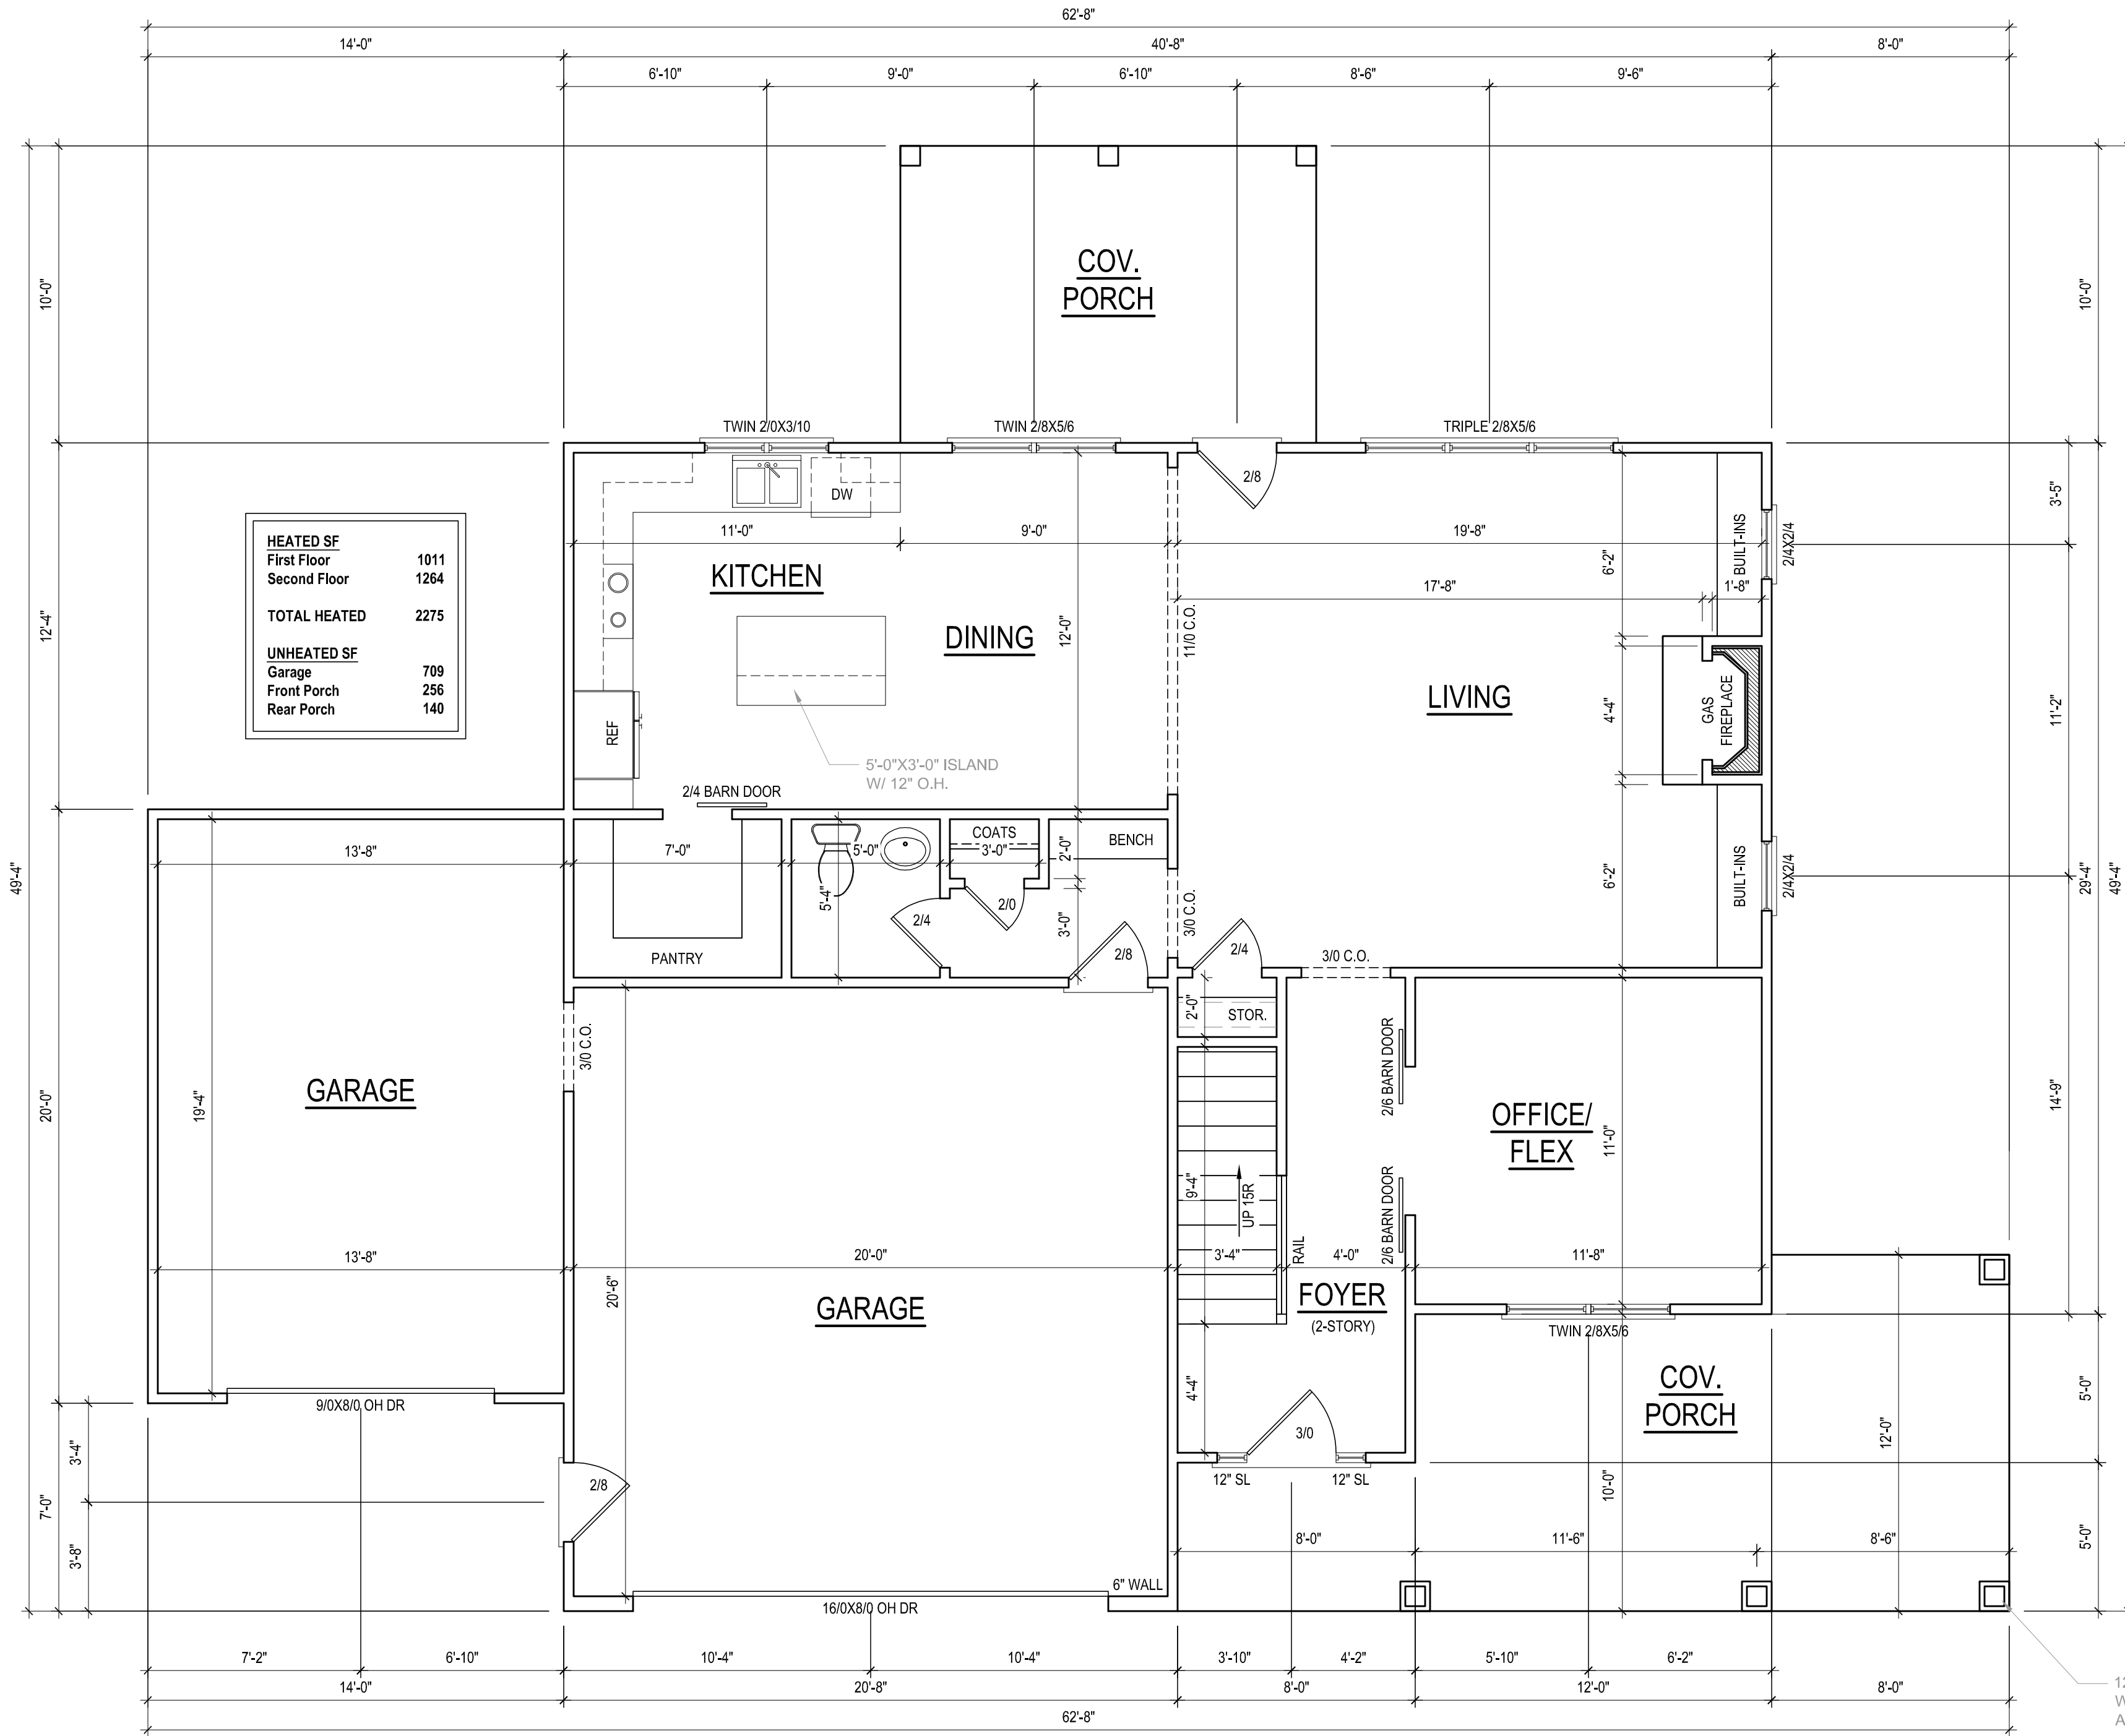 62'-8"
14'-0" 40'-8" 8'-0"
6'-10" 9'-0" 6'-10" 8'-6" 9'-6"
COV.
PORCH
10'-0"
10'-0"
TWIN 2/0X3/10
TWIN 2/8X5/6
TRIPLE 2/8X5/6
2/8
DW
HEATED SF
First Floor 1011
Second Floor 1264
TOTAL HEATED 2275
UNHEATED SF
Garage 709
Front Porch 256
Rear Porch 140
11'-0" 9'-0" 19'-8"
KITCHEN
DINING
LIVING
12'-4"
12'-0"
11/0 C.O.
6'-2"
17'-8"
1'-8"
BUILT-INS
2/4X2/4
3'-5"
REF
5'-0"X3'-0" ISLAND
W/ 12" O.H.
4'-4"
GAS
FIREPLACE
11'-2"
2/4 BARN DOOR
49'-4"
29'-4"
49'-4"
13'-8"
7'-0"
5'-0"
5'-4"
COATS
3'-0"
2'-0"
BENCH
2/0
2/4
3'-0"
2/8
3/0 C.O.
2/4
3/0 C.O.
6'-2"
BUILT-INS
2/4X2/4
PANTRY
2'-0"
STOR.
3/0 C.O.
GARAGE
19'-4"
20'-0"
2/6 BARN DOOR
OFFICE/
FLEX
11'-0"
14'-9"
9'-4"
UP 15R
2/6 BARN DOOR
13'-8"
20'-0"
20'-6"
3'-4"
RAIL
4'-0"
11'-8"
GARAGE
FOYER
(2-STORY)
TWIN 2/8X5/6
COV.
PORCH
9/0X8/0 OH DR
4'-4"
3/0
12" SL
12" SL
12'-0"
5'-0"
3'-4"
7'-0"
3'-8"
2/8
10'-0"
8'-0" 11'-6" 8'-6"
5'-0"
6" WALL
16/0X8/0 OH DR
7'-2" 6'-10" 10'-4" 10'-4" 3'-10" 4'-2" 5'-10" 6'-2"
14'-0" 20'-8" 8'-0" 12'-0" 8'-0"
62'-8"